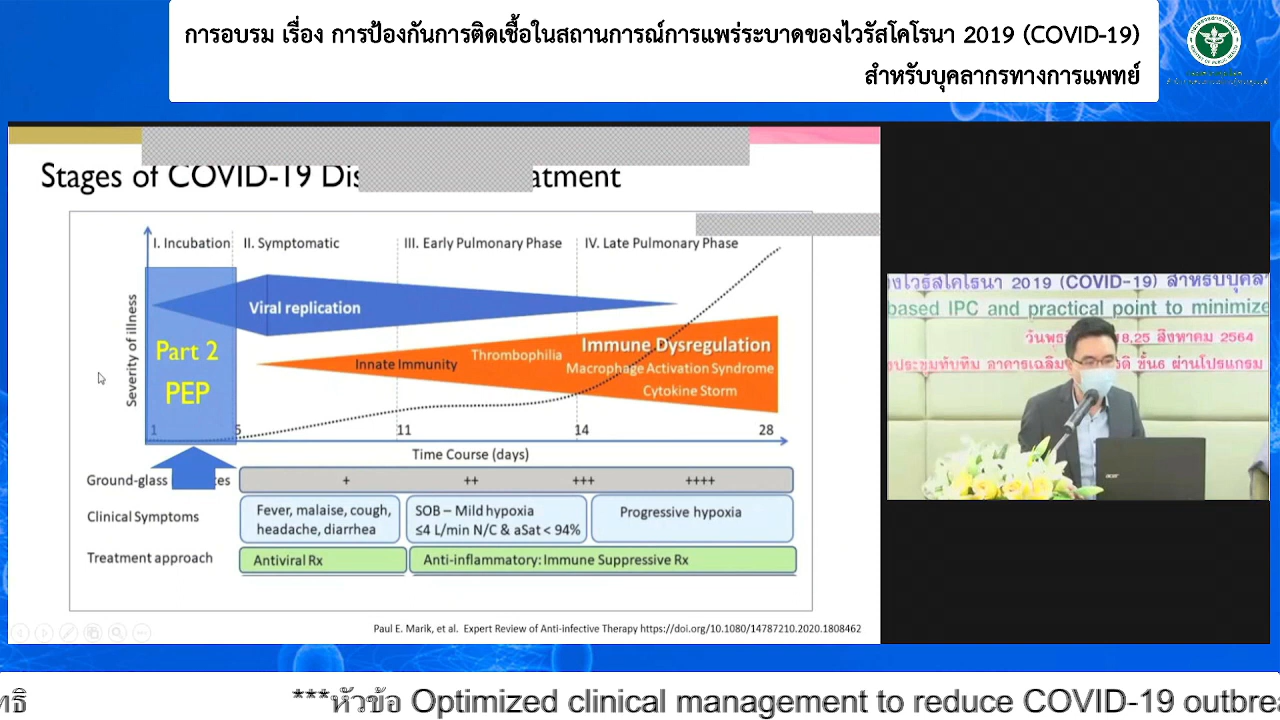 การอบรม เรื่อง การป้องกันการติดเชื้อในสถานการณ์การแพร่ระบาดของไวรัสโคโรนา 2019 (COVID-19)
สำหรับบุคลากรทางการแพทย์
Stages of COVID-19 Dis atment
I. Incubation II. Symptomatic III. Early Pulmonary Phase IV. Late Pulmonary Phase
Severity of illness
Viral replication
Part 2
PEP
Immune Dysregulation
Thrombophilia
Innate Immunity
Macrophage Activation Syndrome
Cytokine Storm
1 5 11 14 28
Time Course (days)
Ground-glass es + ++ +++ ++++
Clinical Symptoms
Fever, malaise, cough,
headache, diarrhea
SOB – Mild hypoxia
≤4 L/min N/C & aSat < 94%
Progressive hypoxia
Treatment approach Antiviral Rx Anti-inflammatory: Immune Suppressive Rx
Paul E. Marik, et al. Expert Review of Anti-infective Therapy https://doi.org/10.1080/14787210.2020.1808462
องไวรัสโคโรนา 2019 (COVID-19) สำหรับบุคล
based IPC and practical point to minimize
วันพุธ 18,25 สิงหาคม 2564
ประชุมทับทิม อาคารเฉลิม ชั้น6 ผ่านโปรแกรม
acer
ทธิ ***หัวข้อ Optimized clinical management to reduce COVID-19 outbrea